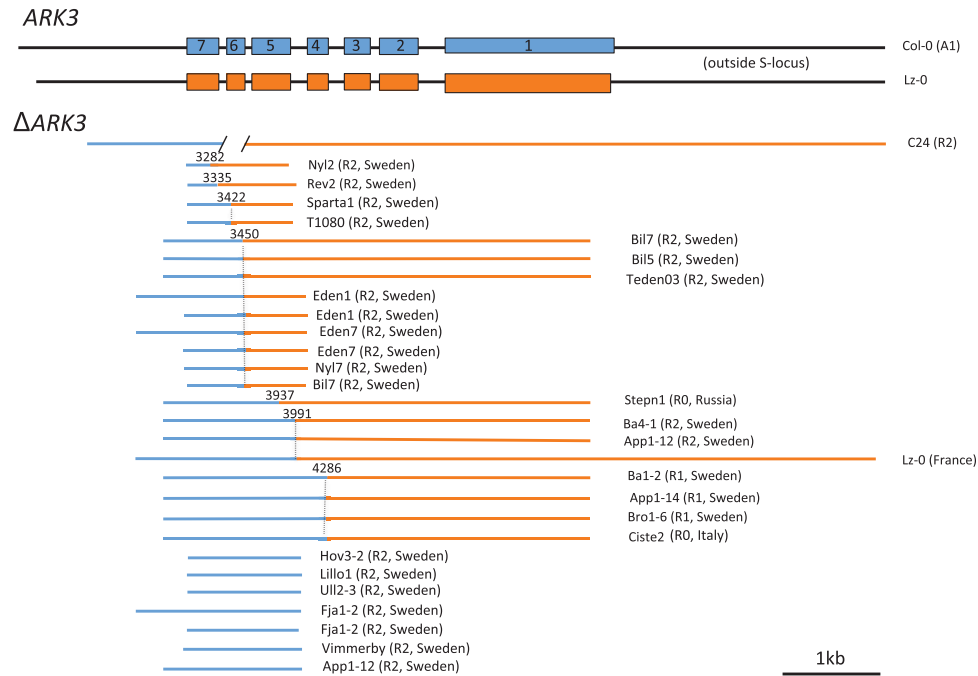 ARK3
7 6 5 4 3 2 1
Col-0 (A1)
(outside S-locus)
Lz-0
ΔARK3
C24 (R2)
3282
Nyl2 (R2, Sweden)
3335
Rev2 (R2, Sweden)
3422
Sparta1 (R2, Sweden)
T1080 (R2, Sweden)
3450
Bil7 (R2, Sweden)
Bil5 (R2, Sweden)
Teden03 (R2, Sweden)
Eden1 (R2, Sweden)
Eden1 (R2, Sweden)
Eden7 (R2, Sweden)
Eden7 (R2, Sweden)
Nyl7 (R2, Sweden)
Bil7 (R2, Sweden)
3937
Stepn1 (R0, Russia)
3991
Ba4-1 (R2, Sweden)
App1-12 (R2, Sweden)
Lz-0 (France)
4286
Ba1-2 (R1, Sweden)
App1-14 (R1, Sweden)
Bro1-6 (R1, Sweden)
Ciste2 (R0, Italy)
Hov3-2 (R2, Sweden)
Lillo1 (R2, Sweden)
Ull2-3 (R2, Sweden)
Fja1-2 (R2, Sweden)
Fja1-2 (R2, Sweden)
Vimmerby (R2, Sweden)
App1-12 (R2, Sweden)
1kb